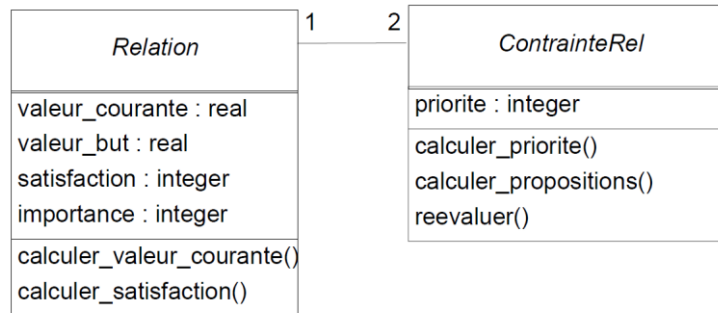 Relation
valeur_courante : real
valeur_but : real
satisfaction : integer
importance : integer
calculer_valeur_courante()
calculer_satisfaction()
1 2
ContrainteRel
priorite : integer
calculer_priorite()
calculer_propositions()
reevaluer()